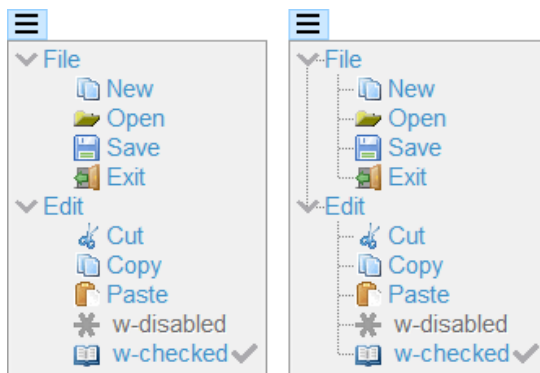 File
New
Open
Save
Exit
Edit
Cut
Copy
Paste
w-disabled
w-checked
File
New
Open
Save
Exit
Edit
Cut
Copy
Paste
w-disabled
w-checked